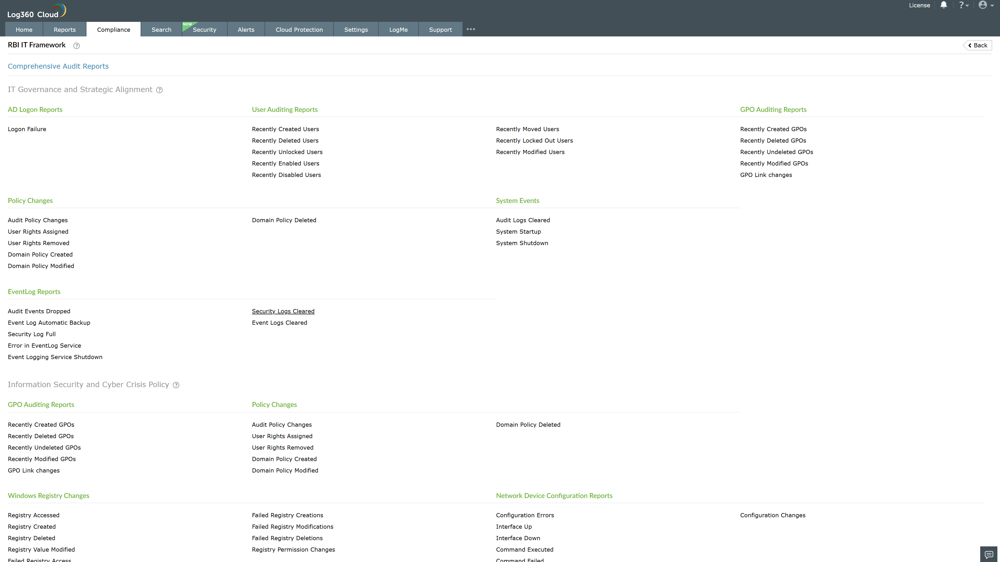 License
Log360 Cloud
Home Reports Compliance Search NEW Security Alerts Cloud Protection Settings LogMe Support
RBI IT Framework
Back
Comprehensive Audit Reports
IT Governance and Strategic Alignment
AD Logon Reports User Auditing Reports GPO Auditing Reports
Logon Failure Recently Created Users Recently Moved Users Recently Created GPOs
Recently Deleted Users Recently Locked Out Users Recently Deleted GPOs
Recently Unlocked Users Recently Modified Users Recently Undeleted GPOs
Recently Enabled Users Recently Modified GPOs
Recently Disabled Users GPO Link changes
Policy Changes System Events
Audit Policy Changes Domain Policy Deleted Audit Logs Cleared
User Rights Assigned System Startup
User Rights Removed System Shutdown
Domain Policy Created
Domain Policy Modified
EventLog Reports
Audit Events Dropped Security Logs Cleared
Event Log Automatic Backup Event Logs Cleared
Security Log Full
Error in EventLog Service
Event Logging Service Shutdown
Information Security and Cyber Crisis Policy
GPO Auditing Reports Policy Changes
Recently Created GPOs Audit Policy Changes Domain Policy Deleted
Recently Deleted GPOs User Rights Assigned
Recently Undeleted GPOs User Rights Removed
Recently Modified GPOs Domain Policy Created
GPO Link changes Domain Policy Modified
Windows Registry Changes Network Device Configuration Reports
Registry Accessed Failed Registry Creations Configuration Errors Configuration Changes
Registry Created Failed Registry Modifications Interface Up
Registry Deleted Failed Registry Deletions Interface Down
Registry Value Modified Registry Permission Changes Command Executed
Failed Registry Access Command Failed